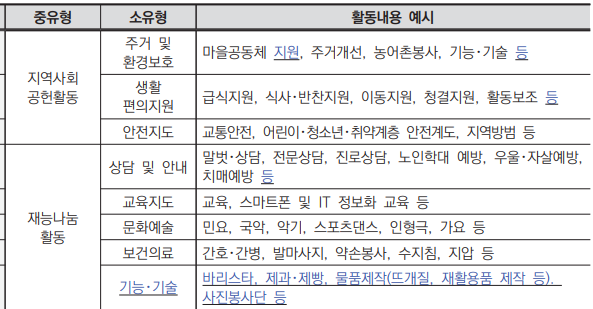 중유형 소유형 활동내용 예시
지역사회
공헌활동
주거 및
환경보호
마을공동체 지원, 주거개선, 농어촌봉사, 기능·기술 등
생활
편의지원
급식지원, 식사·반찬지원, 이동지원, 청결지원, 활동보조 등
안전지도
교통안전, 어린이·청소년·취약계층 안전계도, 지역방범 등
재능나눔
활동
상담 및 안내
말벗·상담, 전문상담, 진로상담, 노인학대 예방, 우울·자살예방,
치매예방 등
교육지도
교육, 스마트폰 및 IT 정보화 교육 등
문화예술
민요, 국악, 악기, 스포츠댄스, 인형극, 가요 등
보건의료
간호·간병, 발마사지, 약손봉사, 수지침, 지압 등
기능·기술
바리스타, 제과·제빵, 물품제작(뜨개질, 재활용품 제작 등),
사진봉사단 등